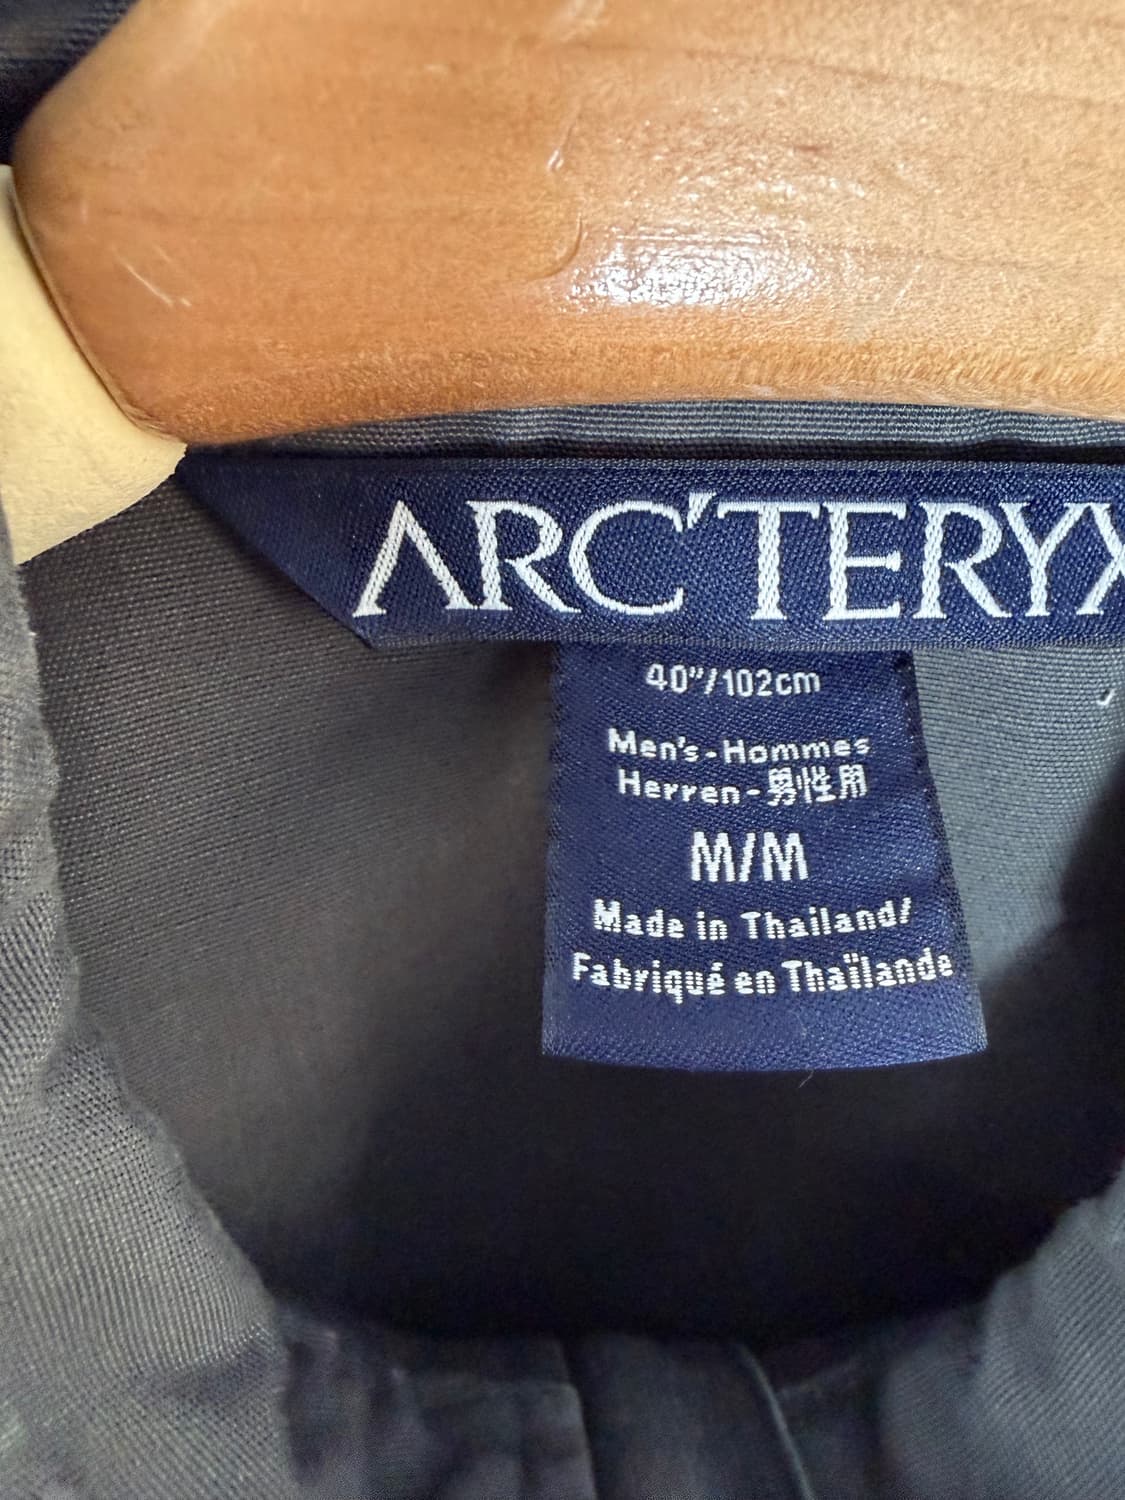 ARC'TERYX
40"/102cm
Men's-Hommes
Herren-男性用
M/M
Made in Thailand/
Fabriqué en Thaïlande